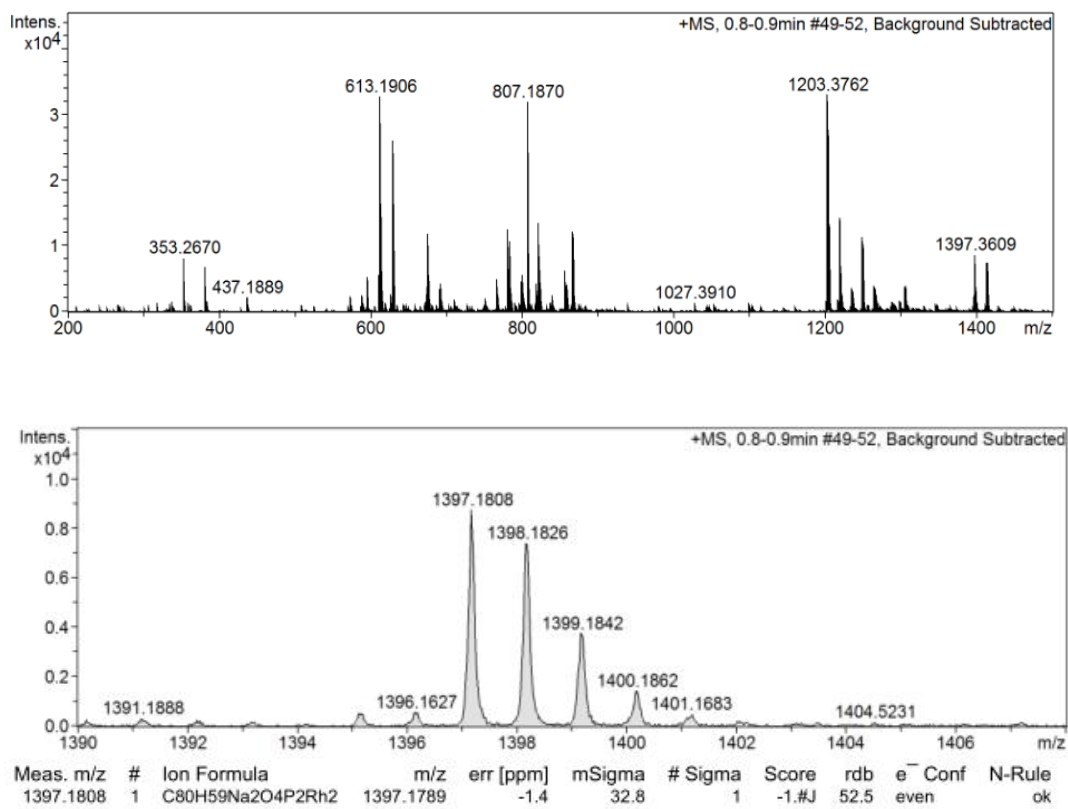 Intens.
x10⁴
+MS, 0.8-0.9min #49-52, Background Subtracted
613.1906
807.1870
1203.3762
3
2
1
353.2670
1397.3609
437.1889
1027.3910
0
200 400 600 800 1000 1200 1400 m/z
Intens.
x10⁴
+MS, 0.8-0.9min #49-52, Background Subtracted
1.0
1397.1808
0.8
1398.1826
0.6
0.4
1399.1842
0.2
1400.1862
1391.1888
1396.1627
1401.1683
1404.5231
0.0
1390 1392 1394 1396 1398 1400 1402 1404 1406 m/z
Meas. m/z # Ion Formula m/z err [ppm] mSigma # Sigma Score rdb e⁻ Conf N-Rule
1397.1808 1 C80H59Na2O4P2Rh2 1397.1789 -1.4 32.8 1 -1.#J 52.5 even ok